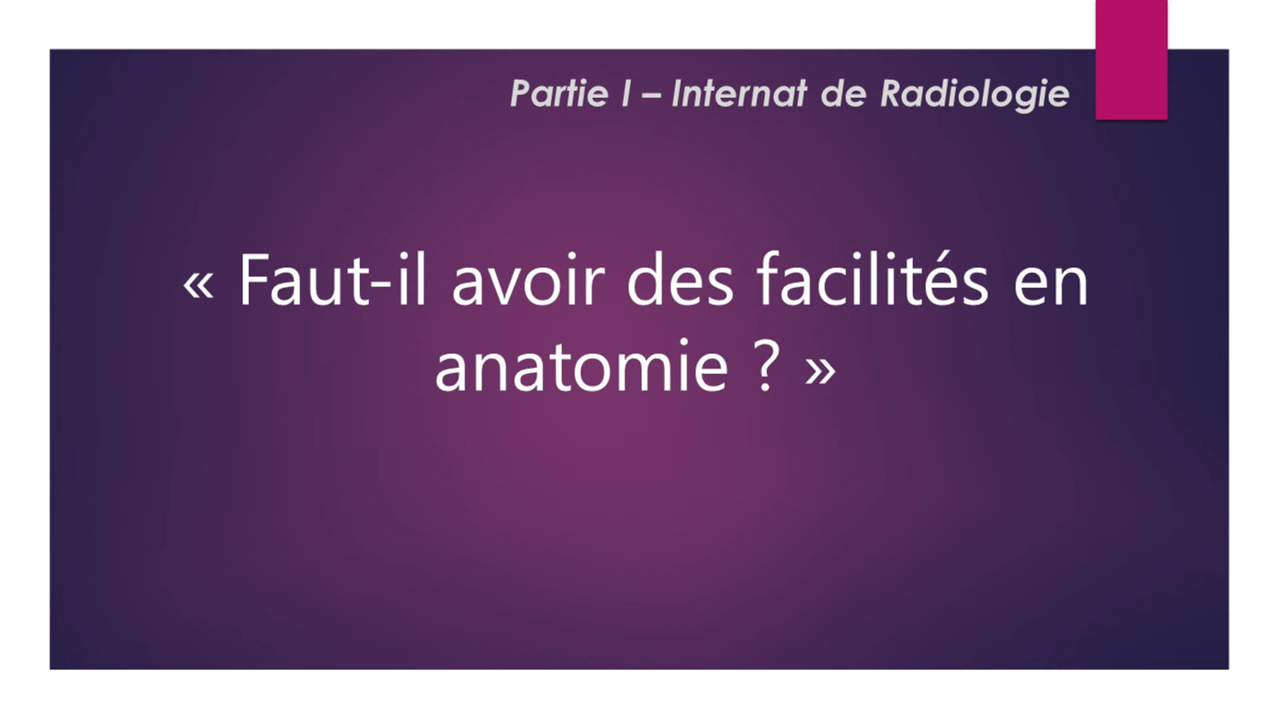 Partie I – Internat de Radiologie
« Faut-il avoir des facilités en
anatomie ? »